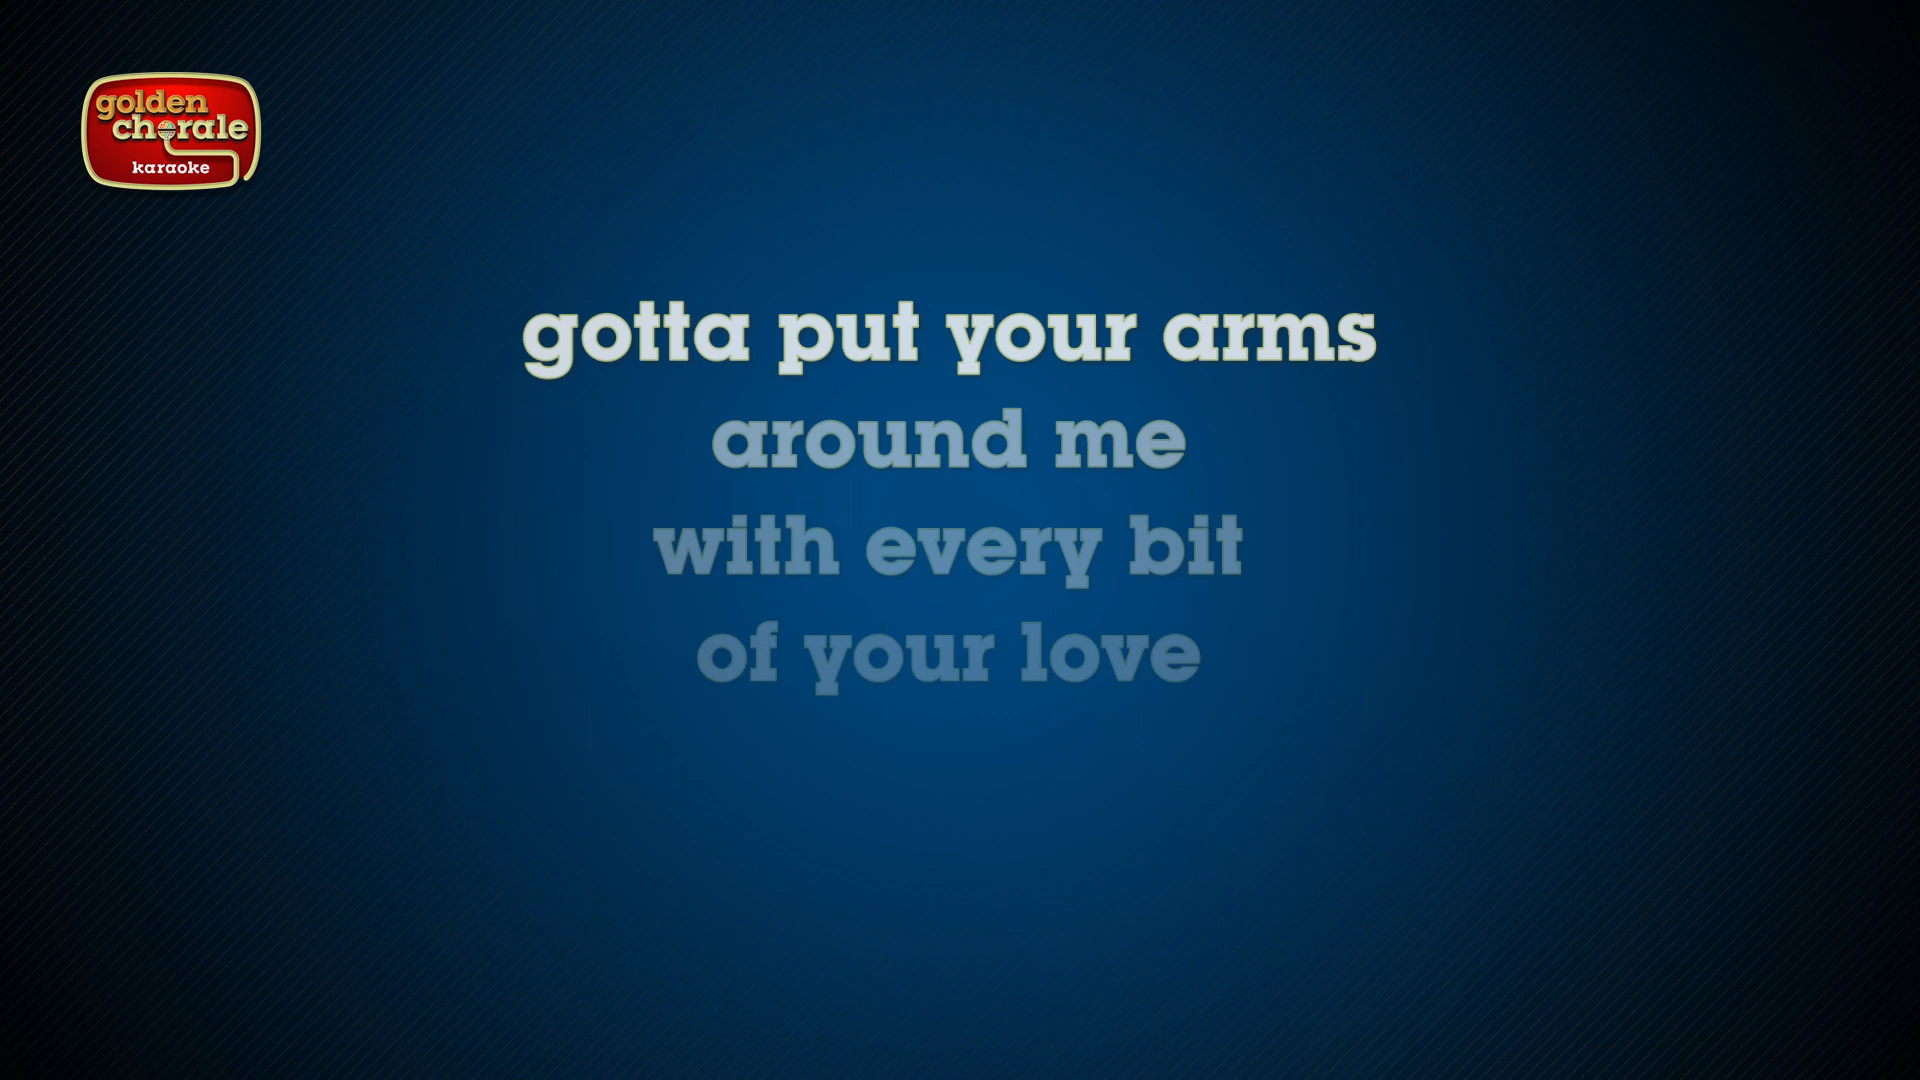 golden
chorale
karaoke
gotta put your arms
around me
with every bit
of your love